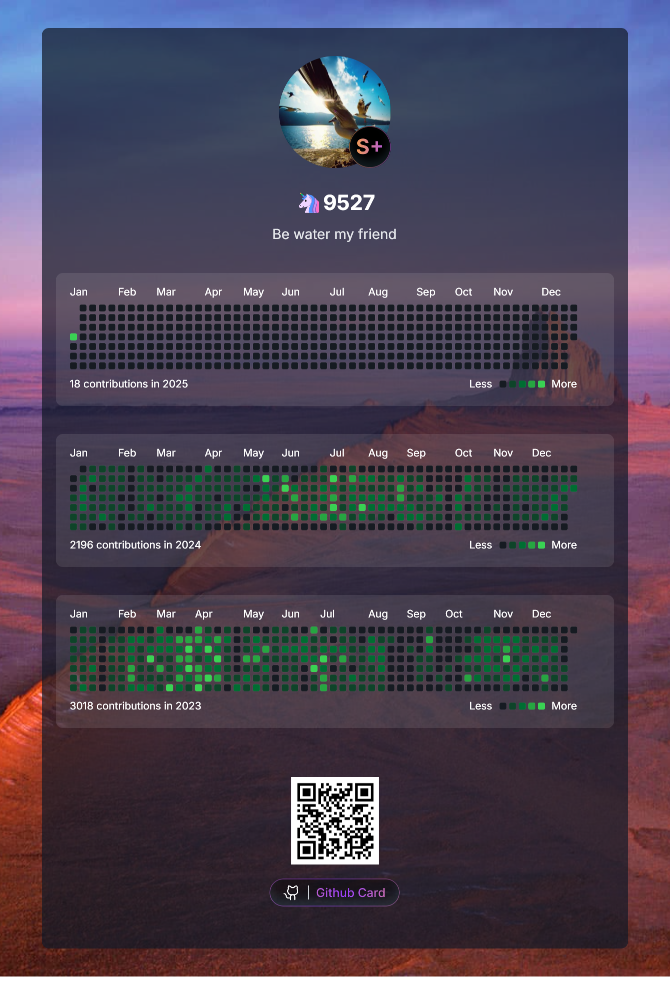 S+
🦄 9527
Be water my friend
Jan Feb Mar Apr May Jun Jul Aug Sep Oct Nov Dec
18 contributions in 2025 Less More
Jan Feb Mar Apr May Jun Jul Aug Sep Oct Nov Dec
2196 contributions in 2024 Less More
Jan Feb Mar Apr May Jun Jul Aug Sep Oct Nov Dec
3018 contributions in 2023 Less More
| Github Card